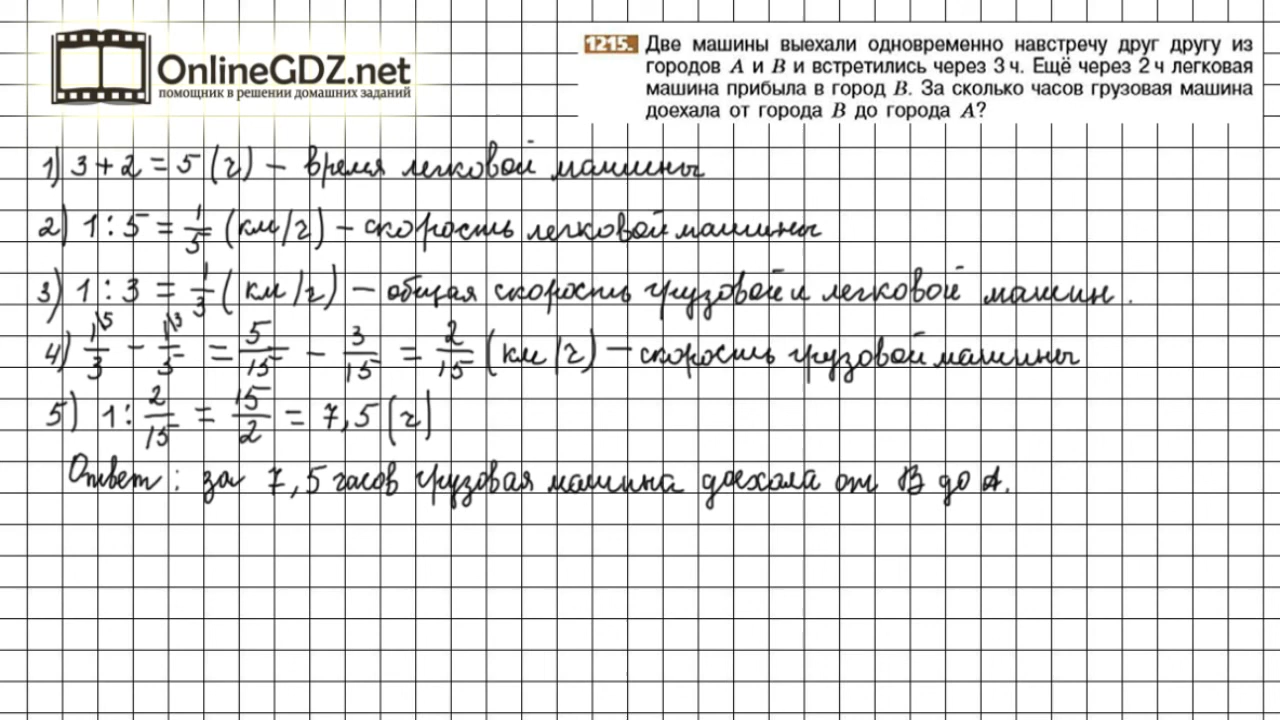 OnlineGDZ.net
помощник в решении домашних заданий
1215. Две машины выехали одновременно навстречу друг другу из
городов A и B и встретились через 3 ч. Ещё через 2 ч легковая
машина прибыла в город B. За сколько часов грузовая машина
доехала от города B до города A?
1) 3 + 2 = 5 (ч) – время легковой машины
2) 1 : 5 = 1/5 (км/ч) – скорость легковой машины
3) 1 : 3 = 1/3 (км/ч) – общая скорость грузовой и легковой машин.
4) 1\5/3 – 1\3/5 = 5/15 – 3/15 = 2/15 (км/ч) – скорость грузовой машины
5) 1 : 2/15 = 15/2 = 7,5 (ч)
Ответ: за 7,5 часов грузовая машина доехала от B до A.